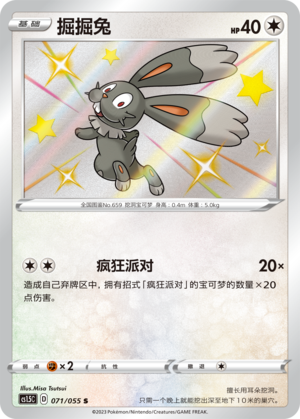 基础 掘掘兔 HP40
全国图鉴No.659 挖洞宝可梦 身高：0.4m 体重：5.0kg
疯狂派对 20×
造成自己弃牌区中，拥有招式「疯狂派对」的宝可梦的数量×20
点伤害。
弱点 ×2 抗性 撤退
Illus.Misa Tsutsui
擅长用耳朵挖洞。
cs1.5C D 071/055 S
只需一个晚上就能挖出深至地下10米的巢穴。
©2023 Pokémon/Nintendo/Creatures/GAME FREAK.